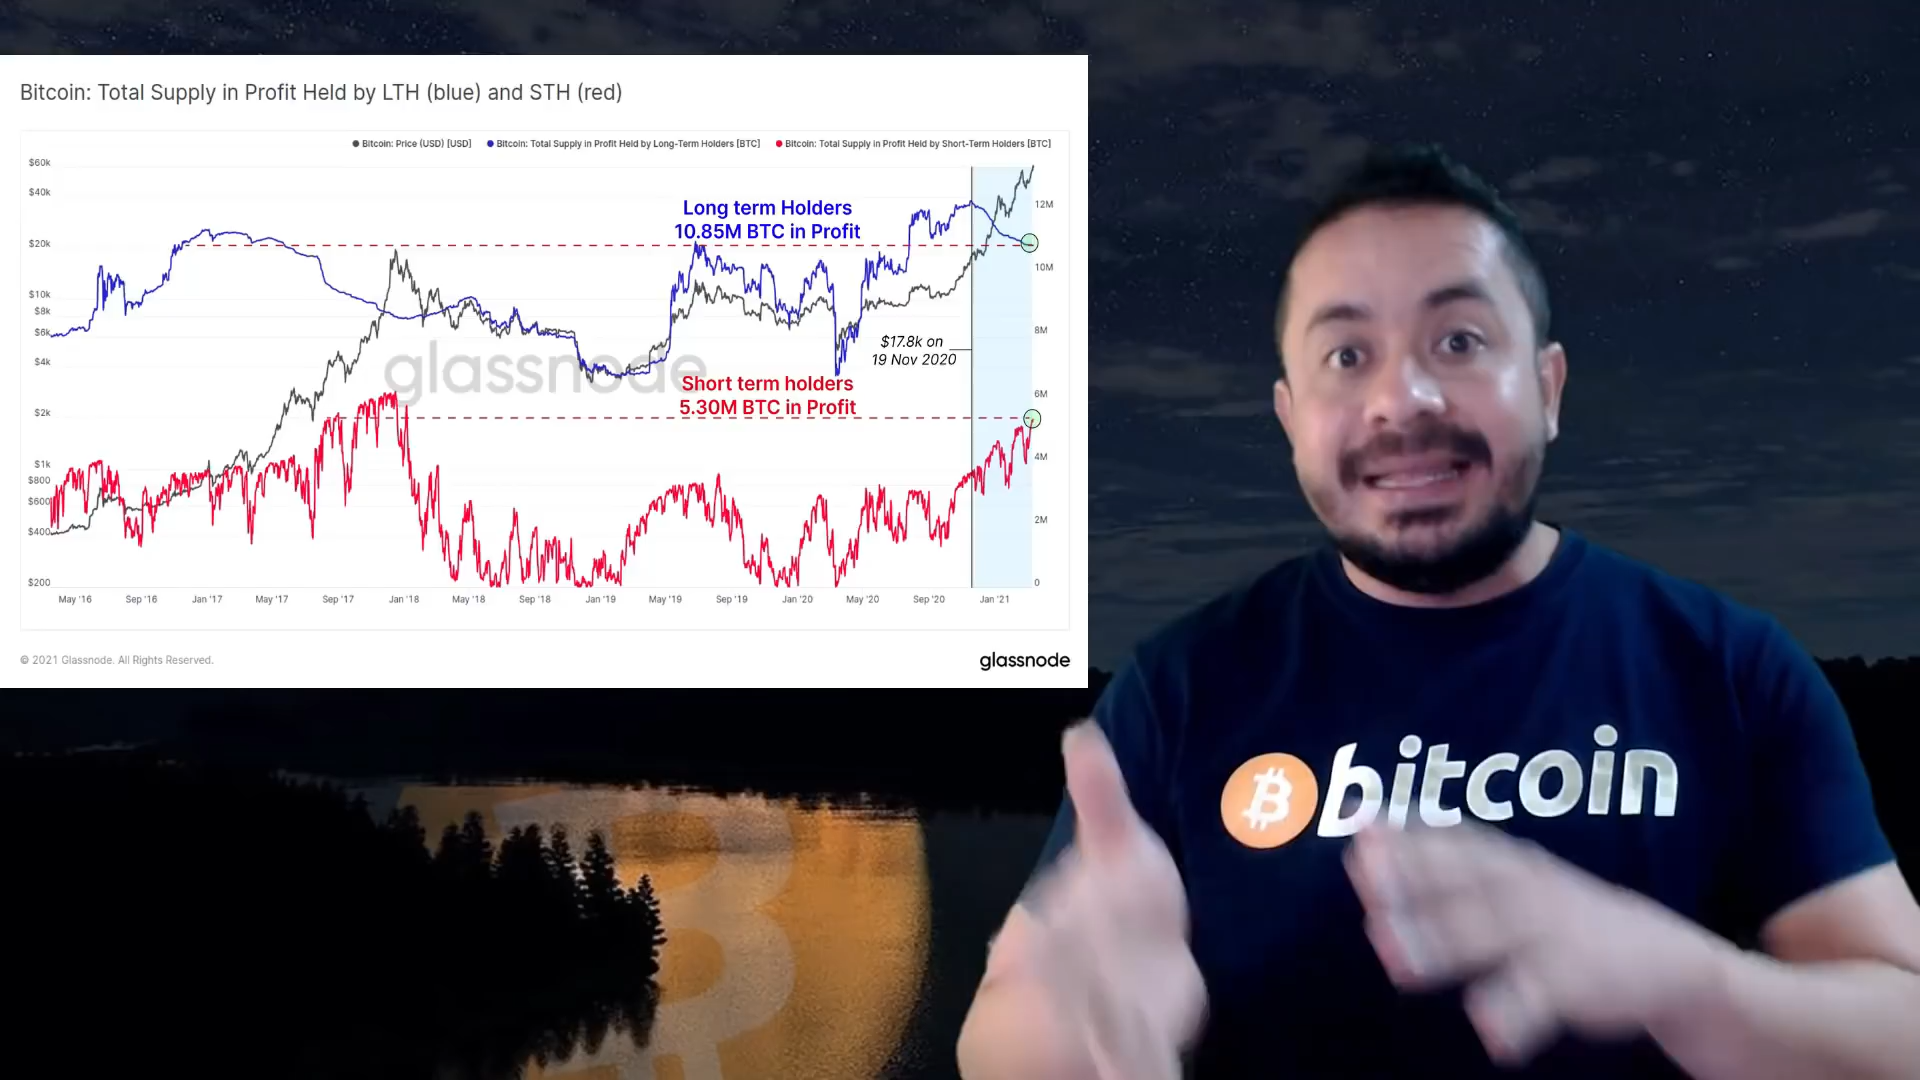 Bitcoin: Total Supply in Profit Held by LTH (blue) and STH (red)
Bitcoin: Price (USD) [USD] Bitcoin: Total Supply in Profit Held by Long-Term Holders [BTC] Bitcoin: Total Supply in Profit Held by Short-Term Holders [BTC]
$60k
$40k
$20k
$10k
$8k
$6k
$4k
$2k
$1k
$800
$600
$400
$200
12M
10M
8M
6M
4M
2M
0
Long term Holders
10.85M BTC in Profit
$17.8k on
19 Nov 2020
glassnode
Short term holders
5.30M BTC in Profit
May '16 Sep '16 Jan '17 May '17 Sep '17 Jan '18 May '18 Sep '18 Jan '19 May '19 Sep '19 Jan '20 May '20 Sep '20 Jan '21
© 2021 Glassnode. All Rights Reserved.
glassnode
bitcoin